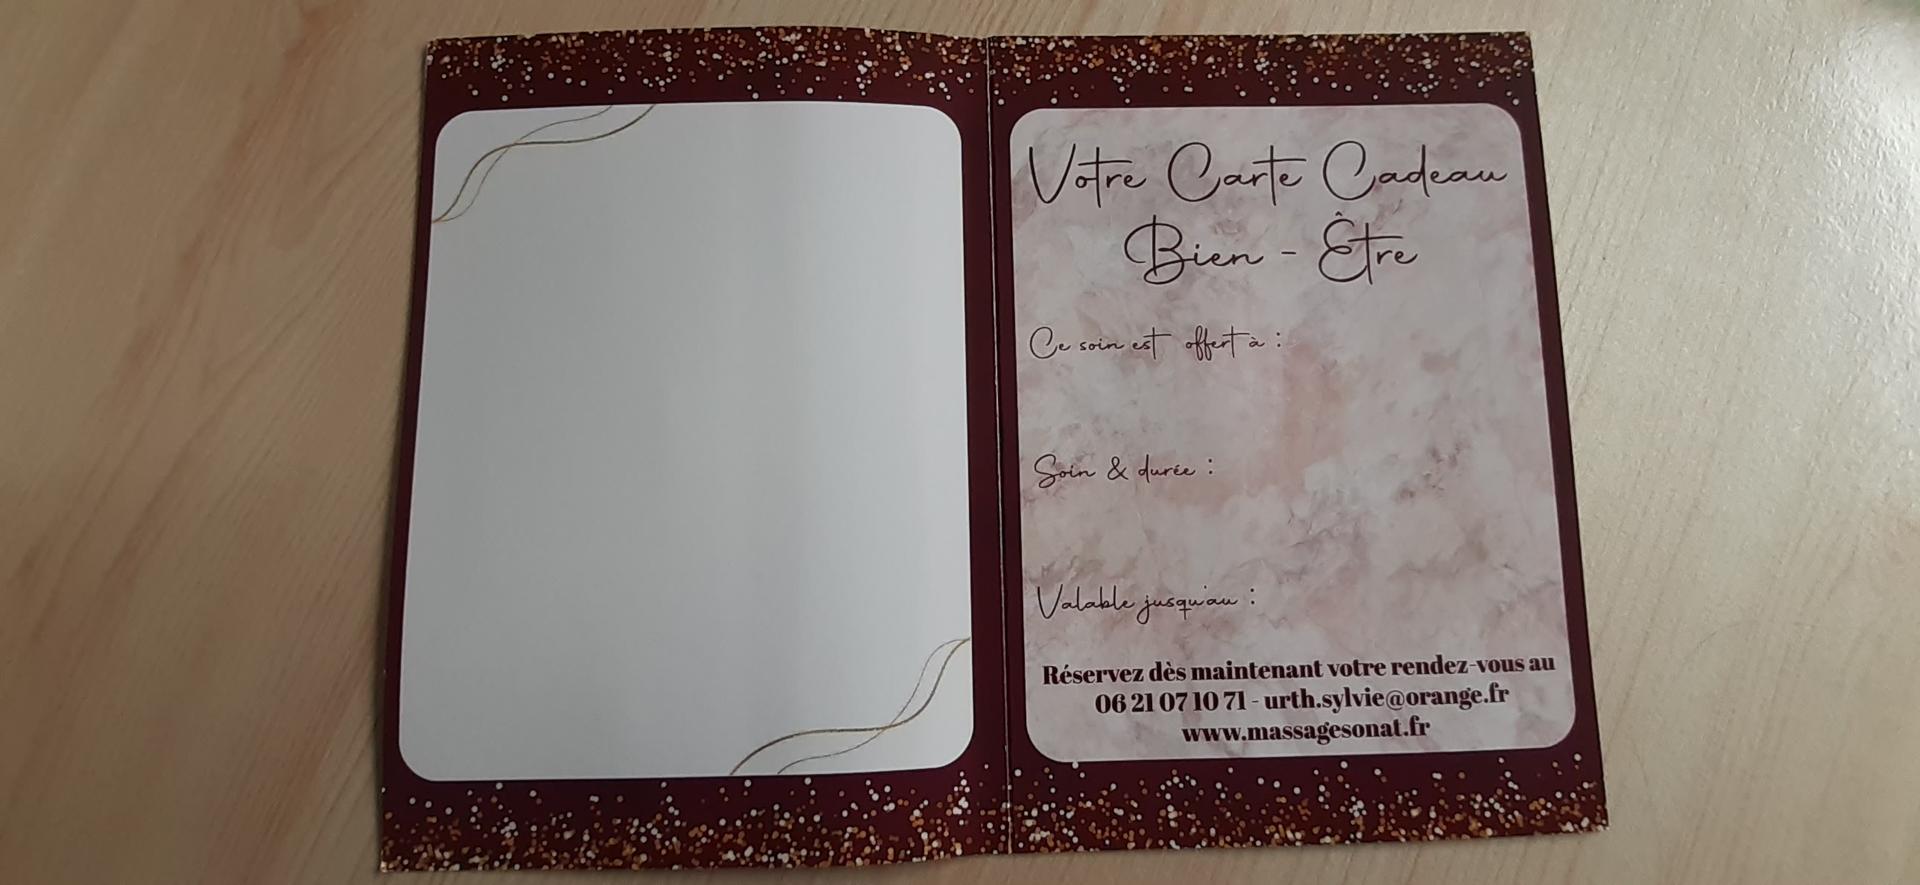 Votre Carte Cadeau
Bien - Être
Ce soin est offert à :
Soin & durée :
Valable jusqu'au :
Réservez dès maintenant votre rendez-vous au
06 21 07 10 71 - urth.sylvie@orange.fr
www.massagesonat.fr